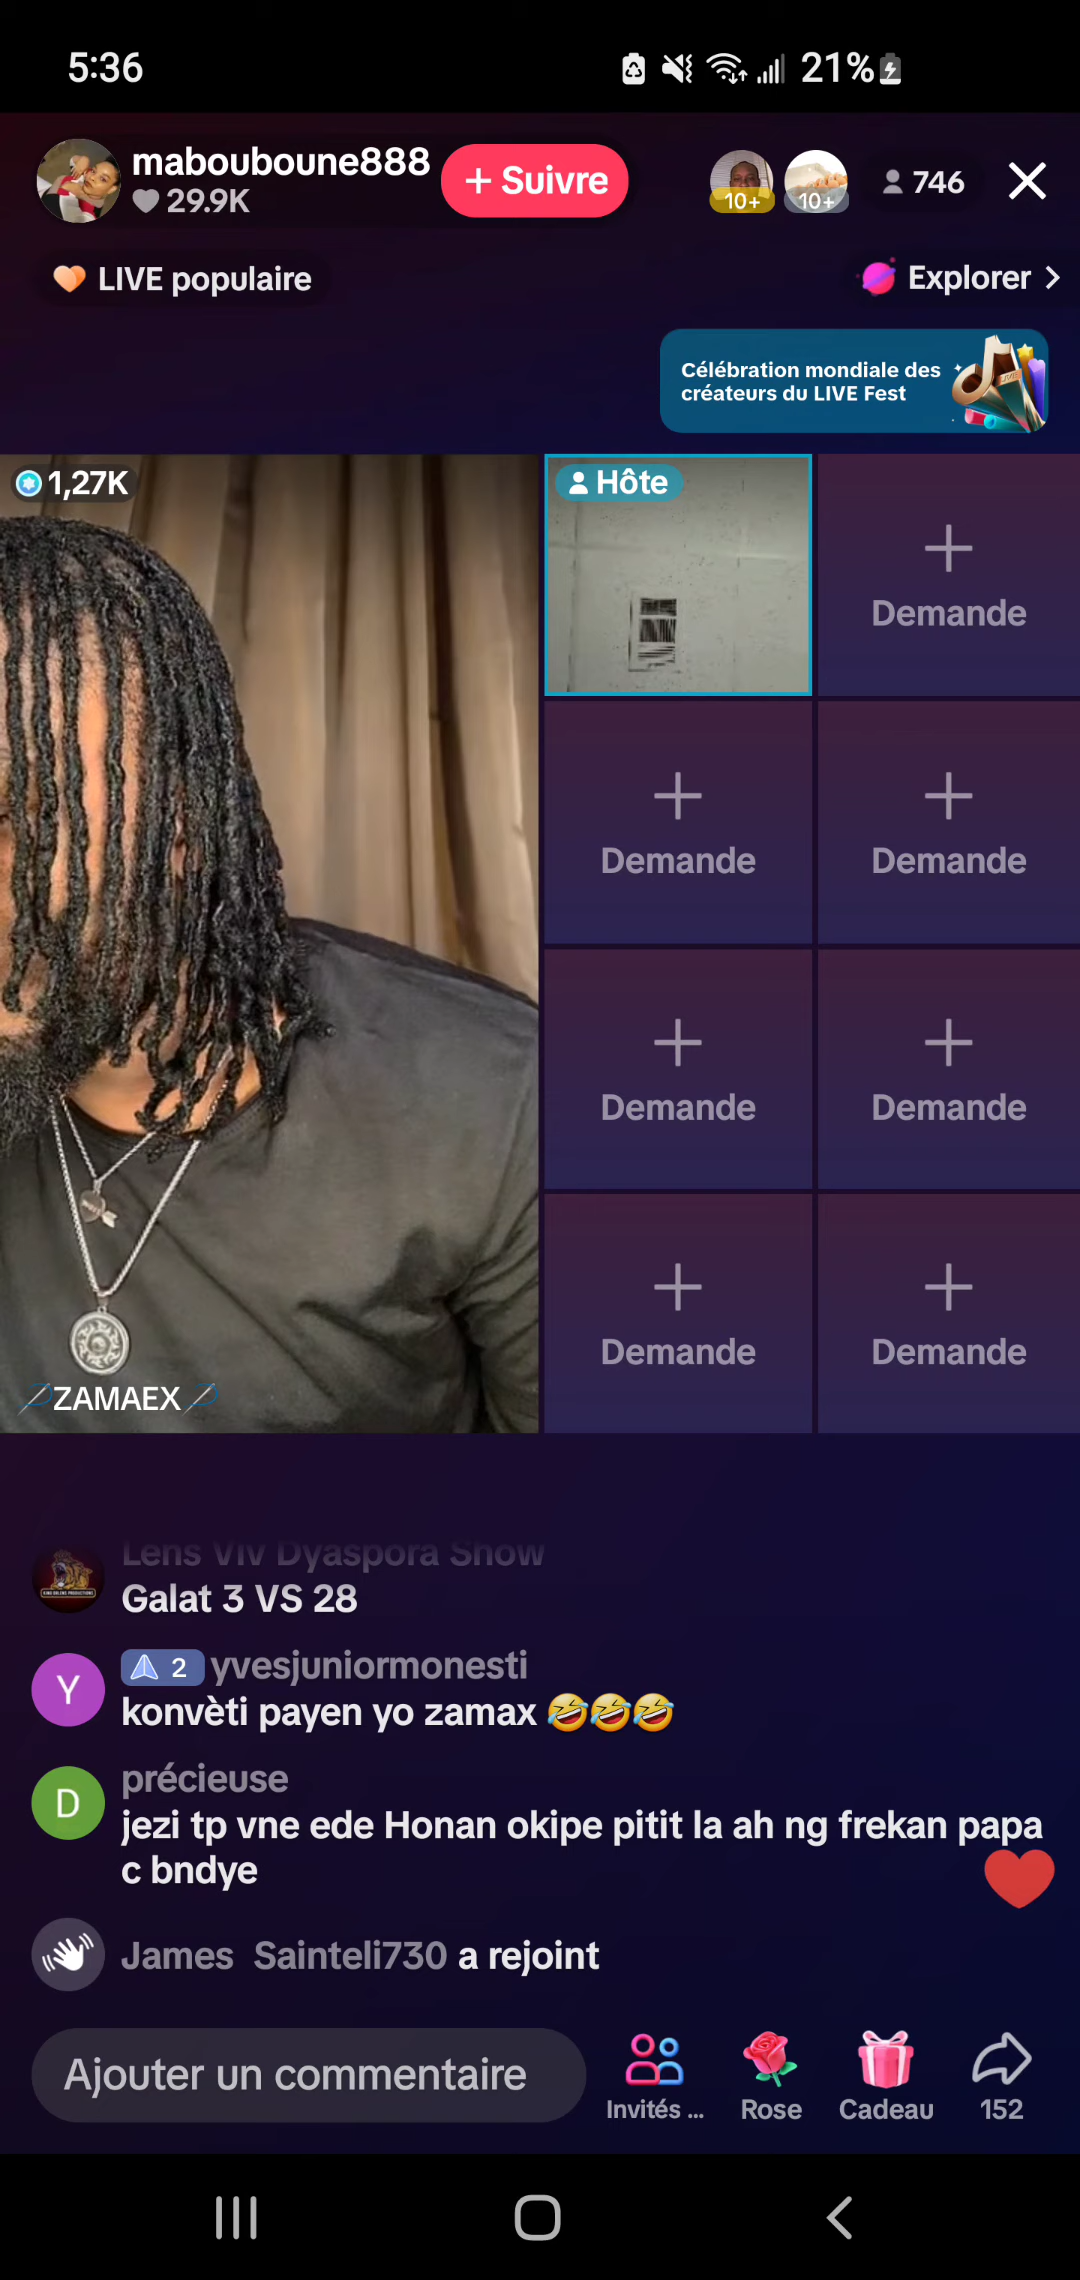 5:36
21%
mabouboune888
29.9K
+ Suivre
10+
10+
746
LIVE populaire
Explorer
Célébration mondiale des
créateurs du LIVE Fest
1,27K
Hôte
Demande
Demande
Demande
Demande
Demande
Demande
Demande
ZAMAEX
Lens Viv Dyaspora Show
Galat 3 VS 28
Y
2
yvesjuniormonesti
konvèti payen yo zamax 🤣🤣🤣
D
précieuse
jezi tp vne ede Honan okipe pitit la ah ng frekan papa
c bndye
James Sainteli730 a rejoint
Ajouter un commentaire
Invités ...
Rose
Cadeau
152